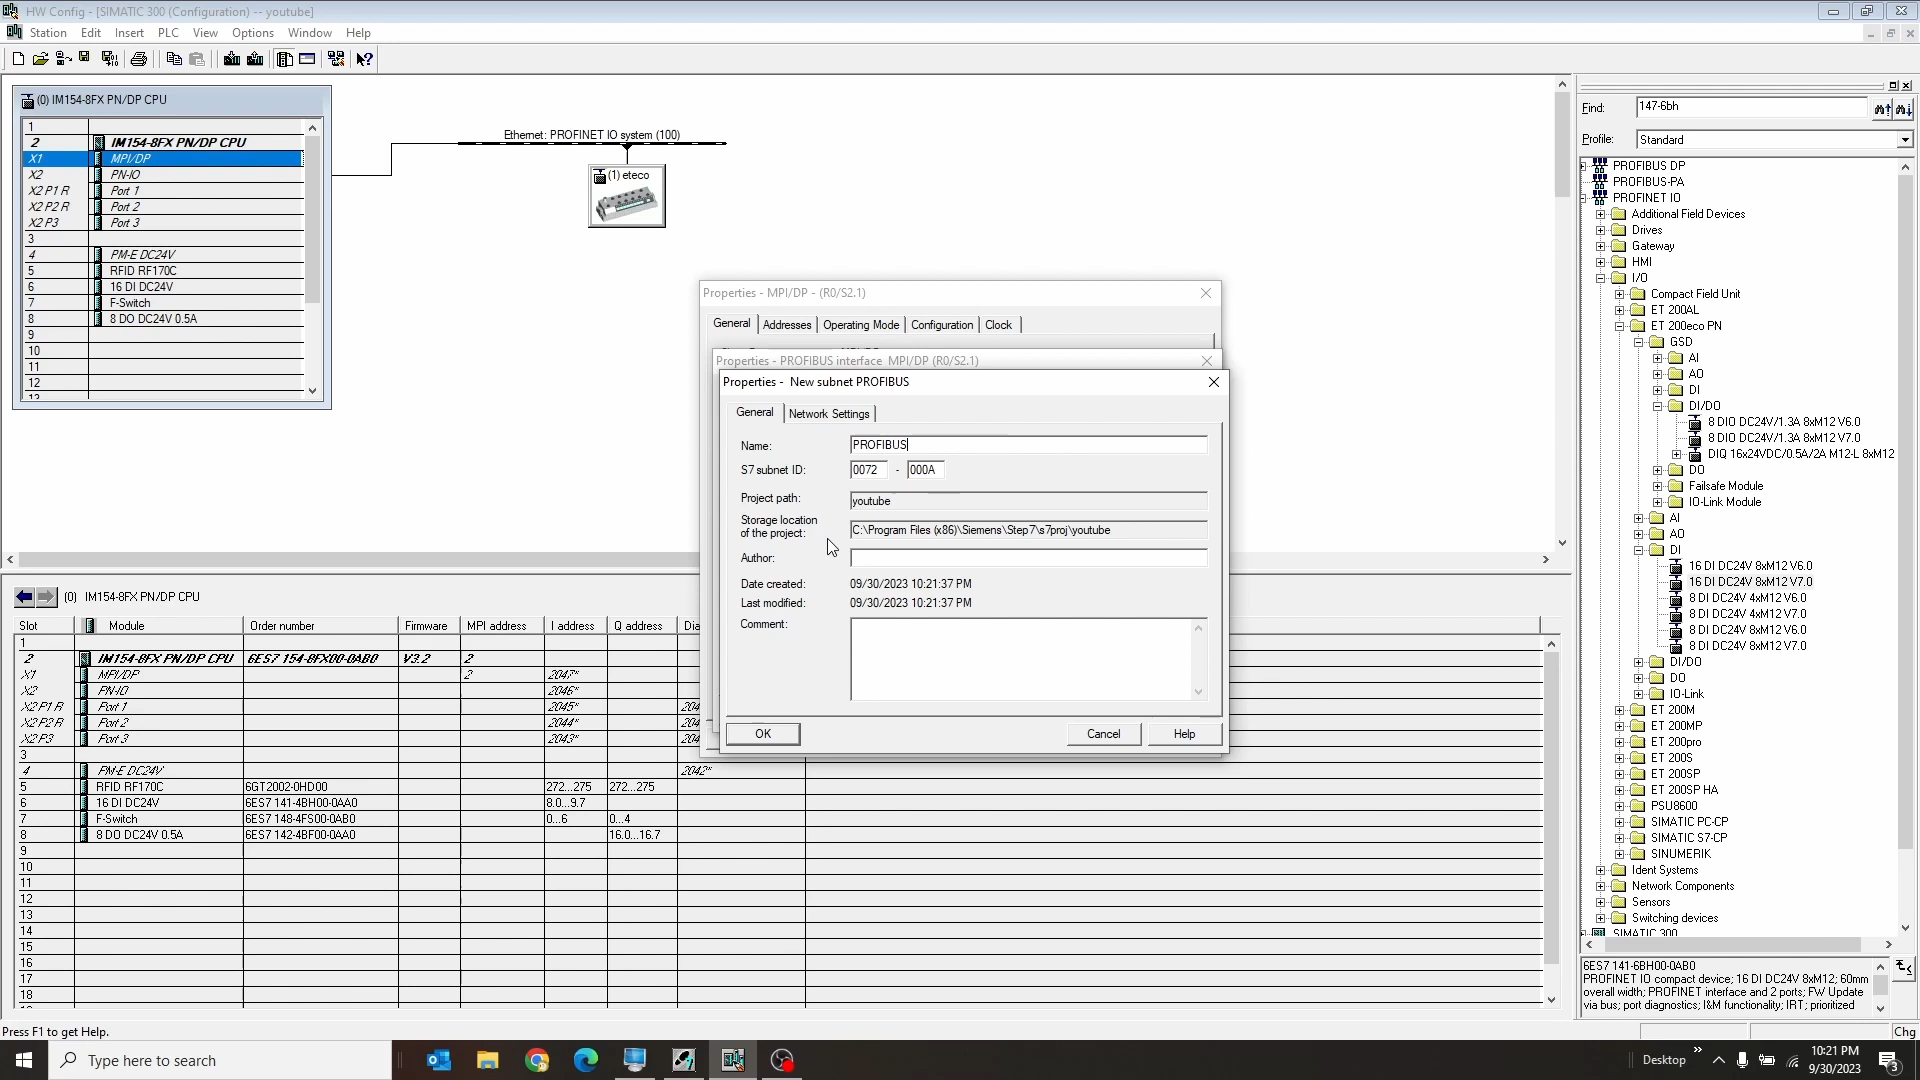 HW Config - [SIMATIC 300 (Configuration) -- youtube]
Station Edit Insert PLC View Options Window Help
(0) IM154-8FX PN/DP CPU
1
2 IM154-8FX PN/DP CPU
X1 MPI/DP
X2 PN-IO
X2 P1 R Port 1
X2 P2 R Port 2
X2 P3 Port 3
3
4 PM-E DC24V
5 RFID RF170C
6 16 DI DC24V
7 F-Switch
8 8 DO DC24V 0.5A
9
10
11
12
13
Ethernet: PROFINET IO system (100)
(1) eteco
Properties - MPI/DP - (R0/S2.1)
General Addresses Operating Mode Configuration Clock
Properties - PROFIBUS interface MPI/DP (R0/S2.1)
Properties - New subnet PROFIBUS
General Network Settings
Name: PROFIBUS
S7 subnet ID: 0072 - 000A
Project path: youtube
Storage location
of the project: C:\Program Files (x86)\Siemens\Step7\s7proj\youtube
Author:
Date created: 09/30/2023 10:21:37 PM
Last modified: 09/30/2023 10:21:37 PM
Comment:
OK Cancel Help
(0) IM154-8FX PN/DP CPU
Slot Module Order number Firmware MPI address I address Q address Dia
1
2 IM154-8FX PN/DP CPU 6ES7 154-8FX00-0AB0 V3.2 2
X1 MPI/DP 2 2047*
X2 PN-IO 2046*
X2 P1 R Port 1 2045* 204
X2 P2 R Port 2 2044* 204
X2 P3 Port 3 2043* 204
3
4 PM-E DC24V 2042*
5 RFID RF170C 6GT2002-0HD00 272...275 272...275
6 16 DI DC24V 6ES7 141-4BH00-0AA0 8.0...9.7
7 F-Switch 6ES7 148-4FS00-0AB0 0...6 0...4
8 8 DO DC24V 0.5A 6ES7 142-4BF00-0AA0 16.0...16.7
9
10
11
12
13
14
15
16
17
18
Find: 147-6bh
Profile: Standard
PROFIBUS DP
PROFIBUS-PA
PROFINET IO
Additional Field Devices
Drives
Gateway
HMI
I/O
Compact Field Unit
ET 200AL
ET 200eco PN
GSD
AI
AO
DI
DI/DO
8 DIO DC24V/1.3A 8xM12 V6.0
8 DIO DC24V/1.3A 8xM12 V7.0
DIQ 16x24VDC/0.5A/2A M12-L 8xM12
DO
Failsafe Module
IO-Link Module
AI
AO
DI
16 DI DC24V 8xM12 V6.0
16 DI DC24V 8xM12 V7.0
8 DI DC24V 4xM12 V6.0
8 DI DC24V 4xM12 V7.0
8 DI DC24V 8xM12 V6.0
8 DI DC24V 8xM12 V7.0
DI/DO
DO
IO-Link
ET 200M
ET 200MP
ET 200pro
ET 200S
ET 200SP
ET 200SP HA
PSU8600
SIMATIC PC-CP
SIMATIC S7-CP
SINUMERIK
Ident Systems
Network Components
Sensors
Switching devices
SIMATIC 300
6ES7 141-6BH00-0AB0
PROFINET IO compact device; 16 DI DC24V 8xM12; 60mm
overall width; PROFINET interface and 2 ports; FW Update
via bus; port diagnostics; I&M functionality; IRT; prioritized
Press F1 to get Help.
Chg
Type here to search
Desktop
10:21 PM
9/30/2023
3